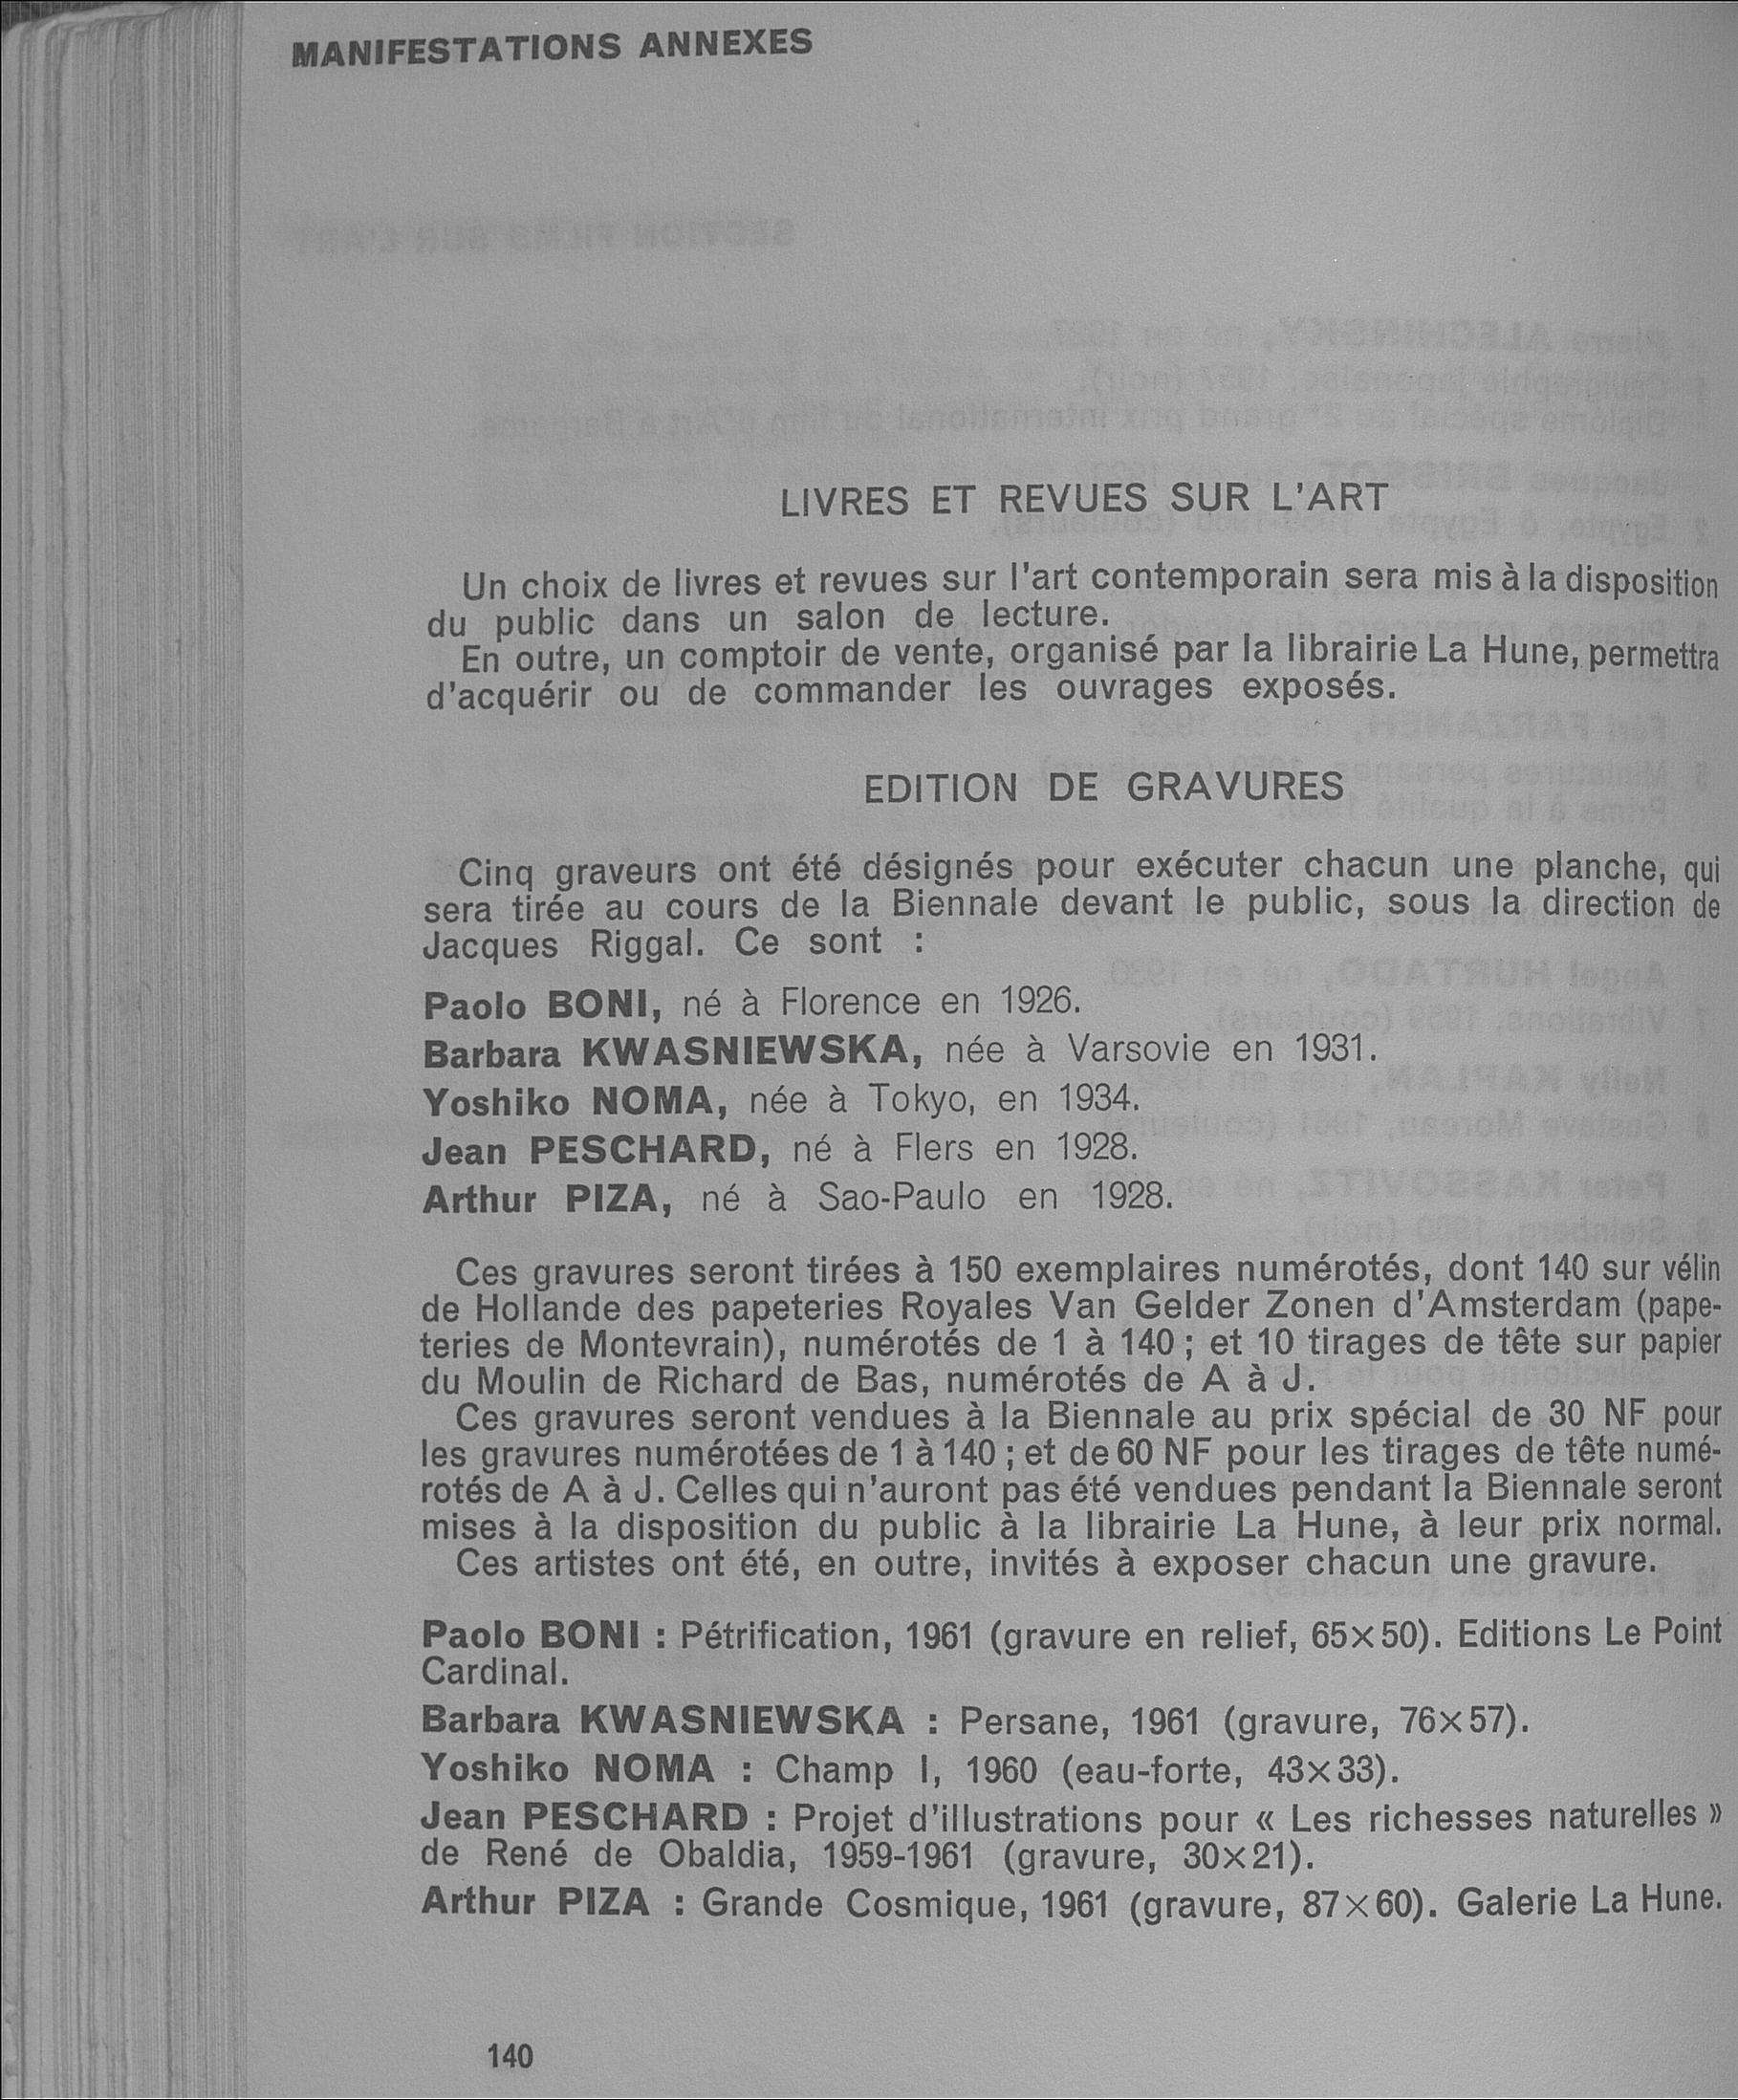 MANIFESTATIONS ANNEXES
LIVRES ET REVUES SUR L'ART
Un choix de livres et revues sur l'art contemporain sera mis à la disposition
du public dans un salon de lecture.
En outre, un comptoir de vente, organisé par la librairie La Hune, permettra
d'acquérir ou de commander les ouvrages exposés.
EDITION DE GRAVURES
Cinq graveurs ont été désignés pour exécuter chacun une planche, qui
sera tirée au cours de la Biennale devant le public, sous la direction de
Jacques Riggal. Ce sont :
Paolo BONI, né à Florence en 1926.
Barbara KWASNIEWSKA, née à Varsovie en 1931.
Yoshiko NOMA, née à Tokyo, en 1934.
Jean PESCHARD, né à Flers en 1928.
Arthur PIZA, né à Sao-Paulo en 1928.
Ces gravures seront tirées à 150 exemplaires numérotés, dont 140 sur vélin
de Hollande des papeteries Royales Van Gelder Zonen d'Amsterdam (pape-
teries de Montevrain), numérotés de 1 à 140 ; et 10 tirages de tête sur papier
du Moulin de Richard de Bas, numérotés de A à J.
Ces gravures seront vendues à la Biennale au prix spécial de 30 NF pour
les gravures numérotées de 1 à 140 ; et de 60 NF pour les tirages de tête numé-
rotés de A à J. Celles qui n'auront pas été vendues pendant la Biennale seront
mises à la disposition du public à la librairie La Hune, à leur prix normal.
Ces artistes ont été, en outre, invités à exposer chacun une gravure.
Paolo BONI : Pétrification, 1961 (gravure en relief, 65×50). Editions Le Point
Cardinal.
Barbara KWASNIEWSKA : Persane, 1961 (gravure, 76×57).
Yoshiko NOMA : Champ I, 1960 (eau-forte, 43×33).
Jean PESCHARD : Projet d'illustrations pour « Les richesses naturelles »
de René de Obaldia, 1959-1961 (gravure, 30×21).
Arthur PIZA : Grande Cosmique, 1961 (gravure, 87×60). Galerie La Hune.
140